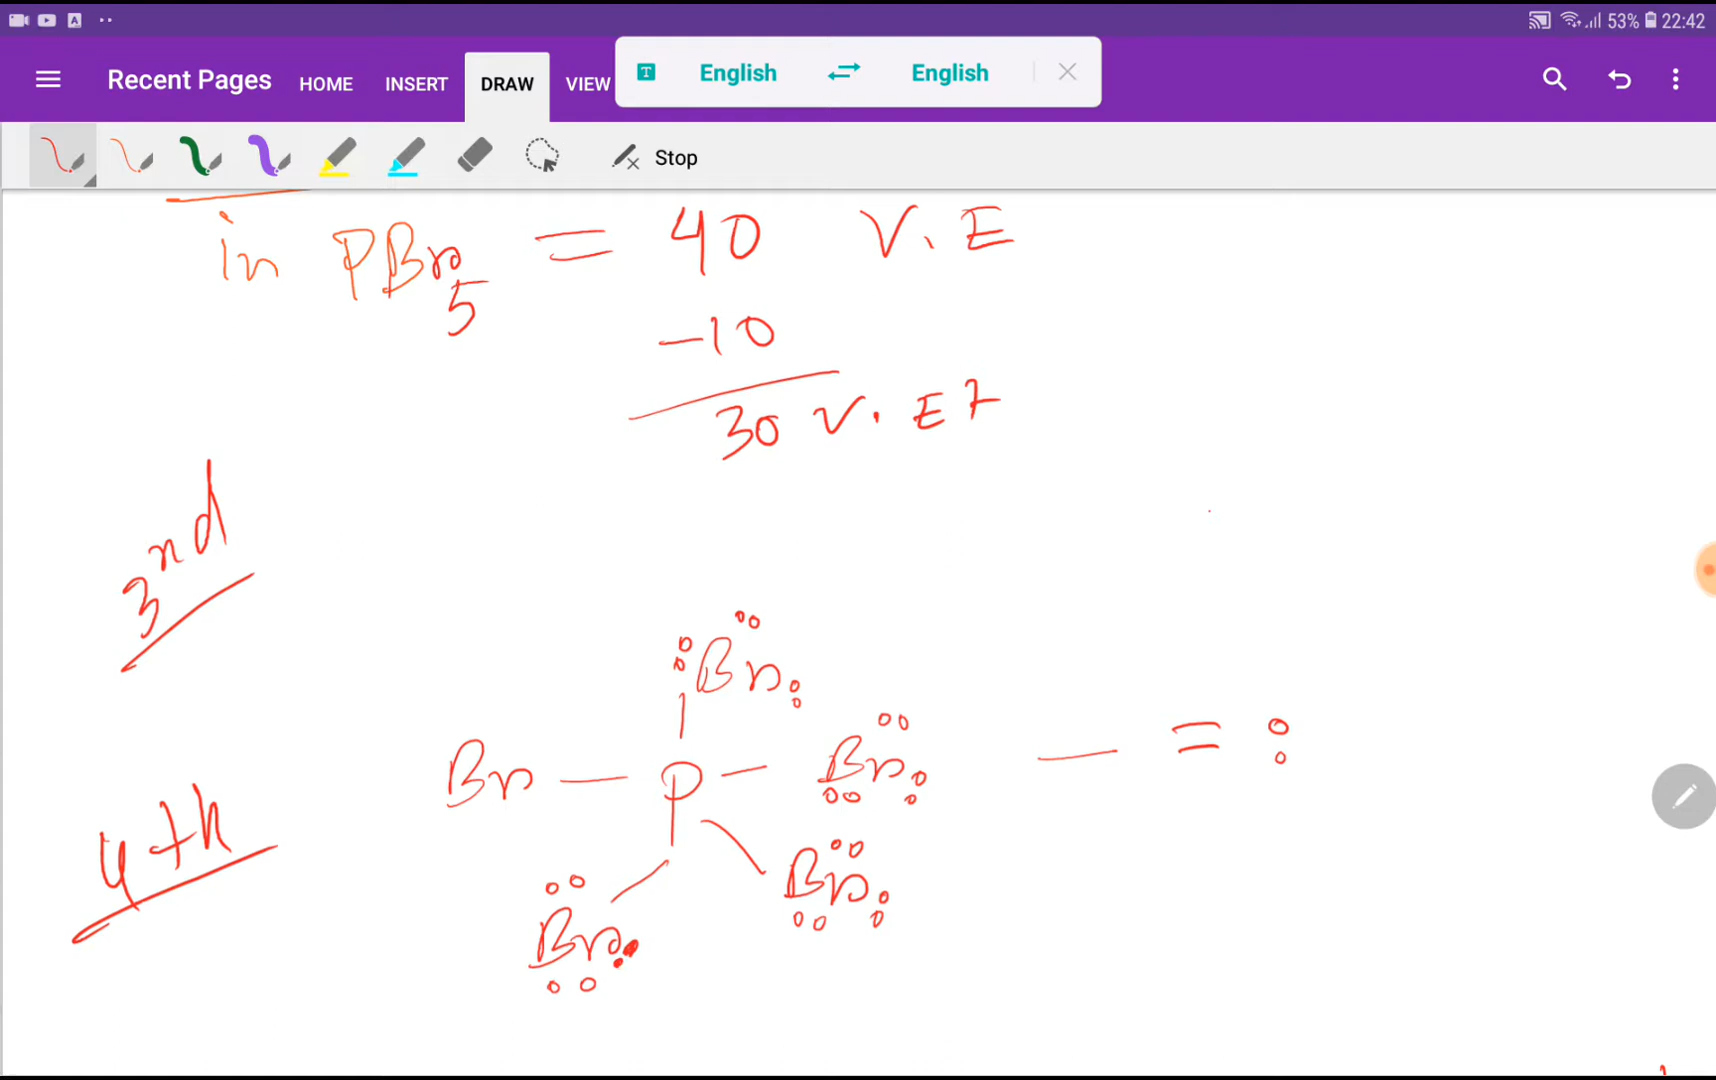 A 53% 22:42
Recent Pages HOME INSERT DRAW VIEW English English
Stop
in PBr5 = 40 V.E
-10
30 V.E
3nd
Br
Br — P — Br — = :
4th
Br
Br